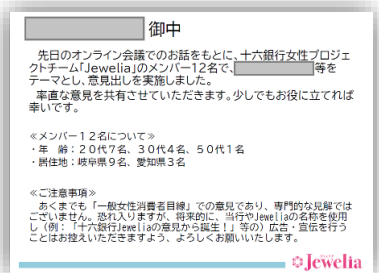 御中
先日のオンライン会議でのお話をもとに、十六銀行女性プロジェ
クトチーム「Jewelia」のメンバー12名で、
等を
テーマとし、意見出しを実施しました。
率直な意見を共有させていただきます。少しでもお役に立てれば
幸いです。
≪メンバー12名について≫
・年　齢：20代7名、30代4名、50代1名
・居住地：岐阜県9名、愛知県3名
≪ご注意事項≫
あくまでも「一般女性消費者目線」での意見であり、専門的な見解では
ございません。恐れ入りますが、将来的に、当行やJeweliaの名称を使用
し（例：「十六銀行Jeweliaの意見から誕生！」等の）広告・宣伝を行う
ことはお控えいただきますよう、よろしくお願いいたします。
Jewelia